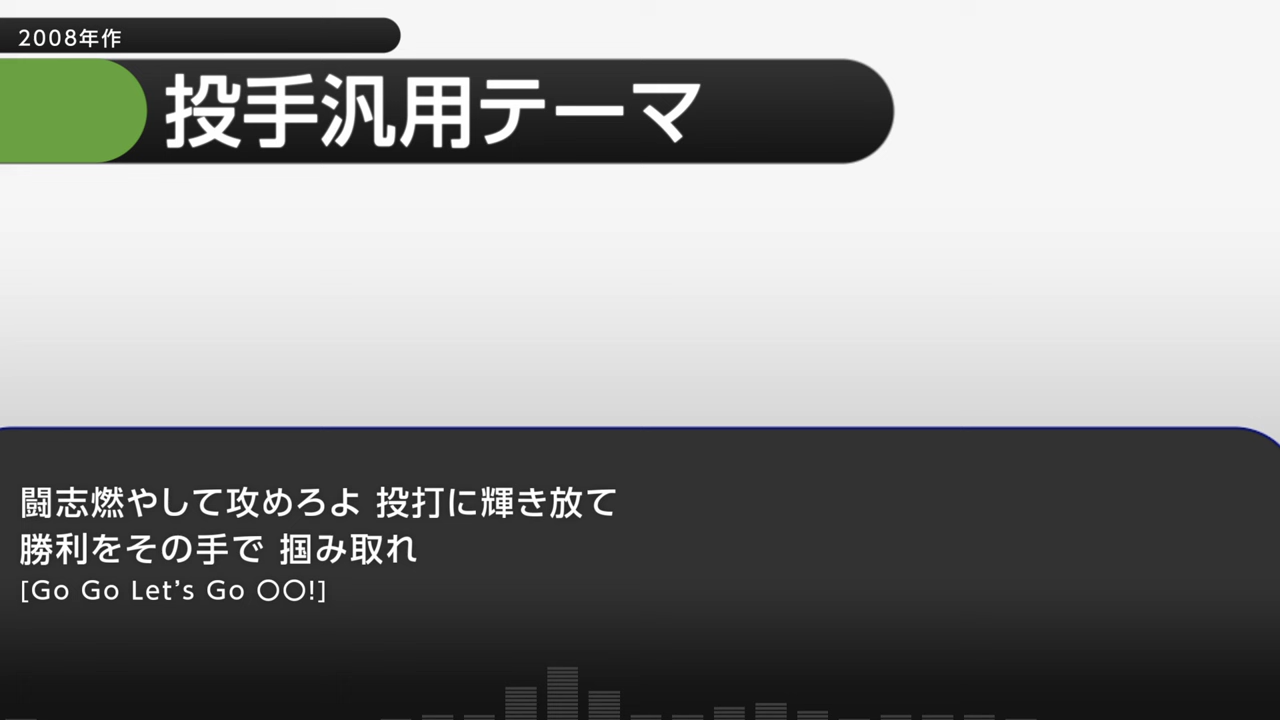 2008年作
投手汎用テーマ
闘志燃やして攻めろよ 投打に輝き放て
勝利をその手で 掴み取れ
[Go Go Let's Go 〇〇!]